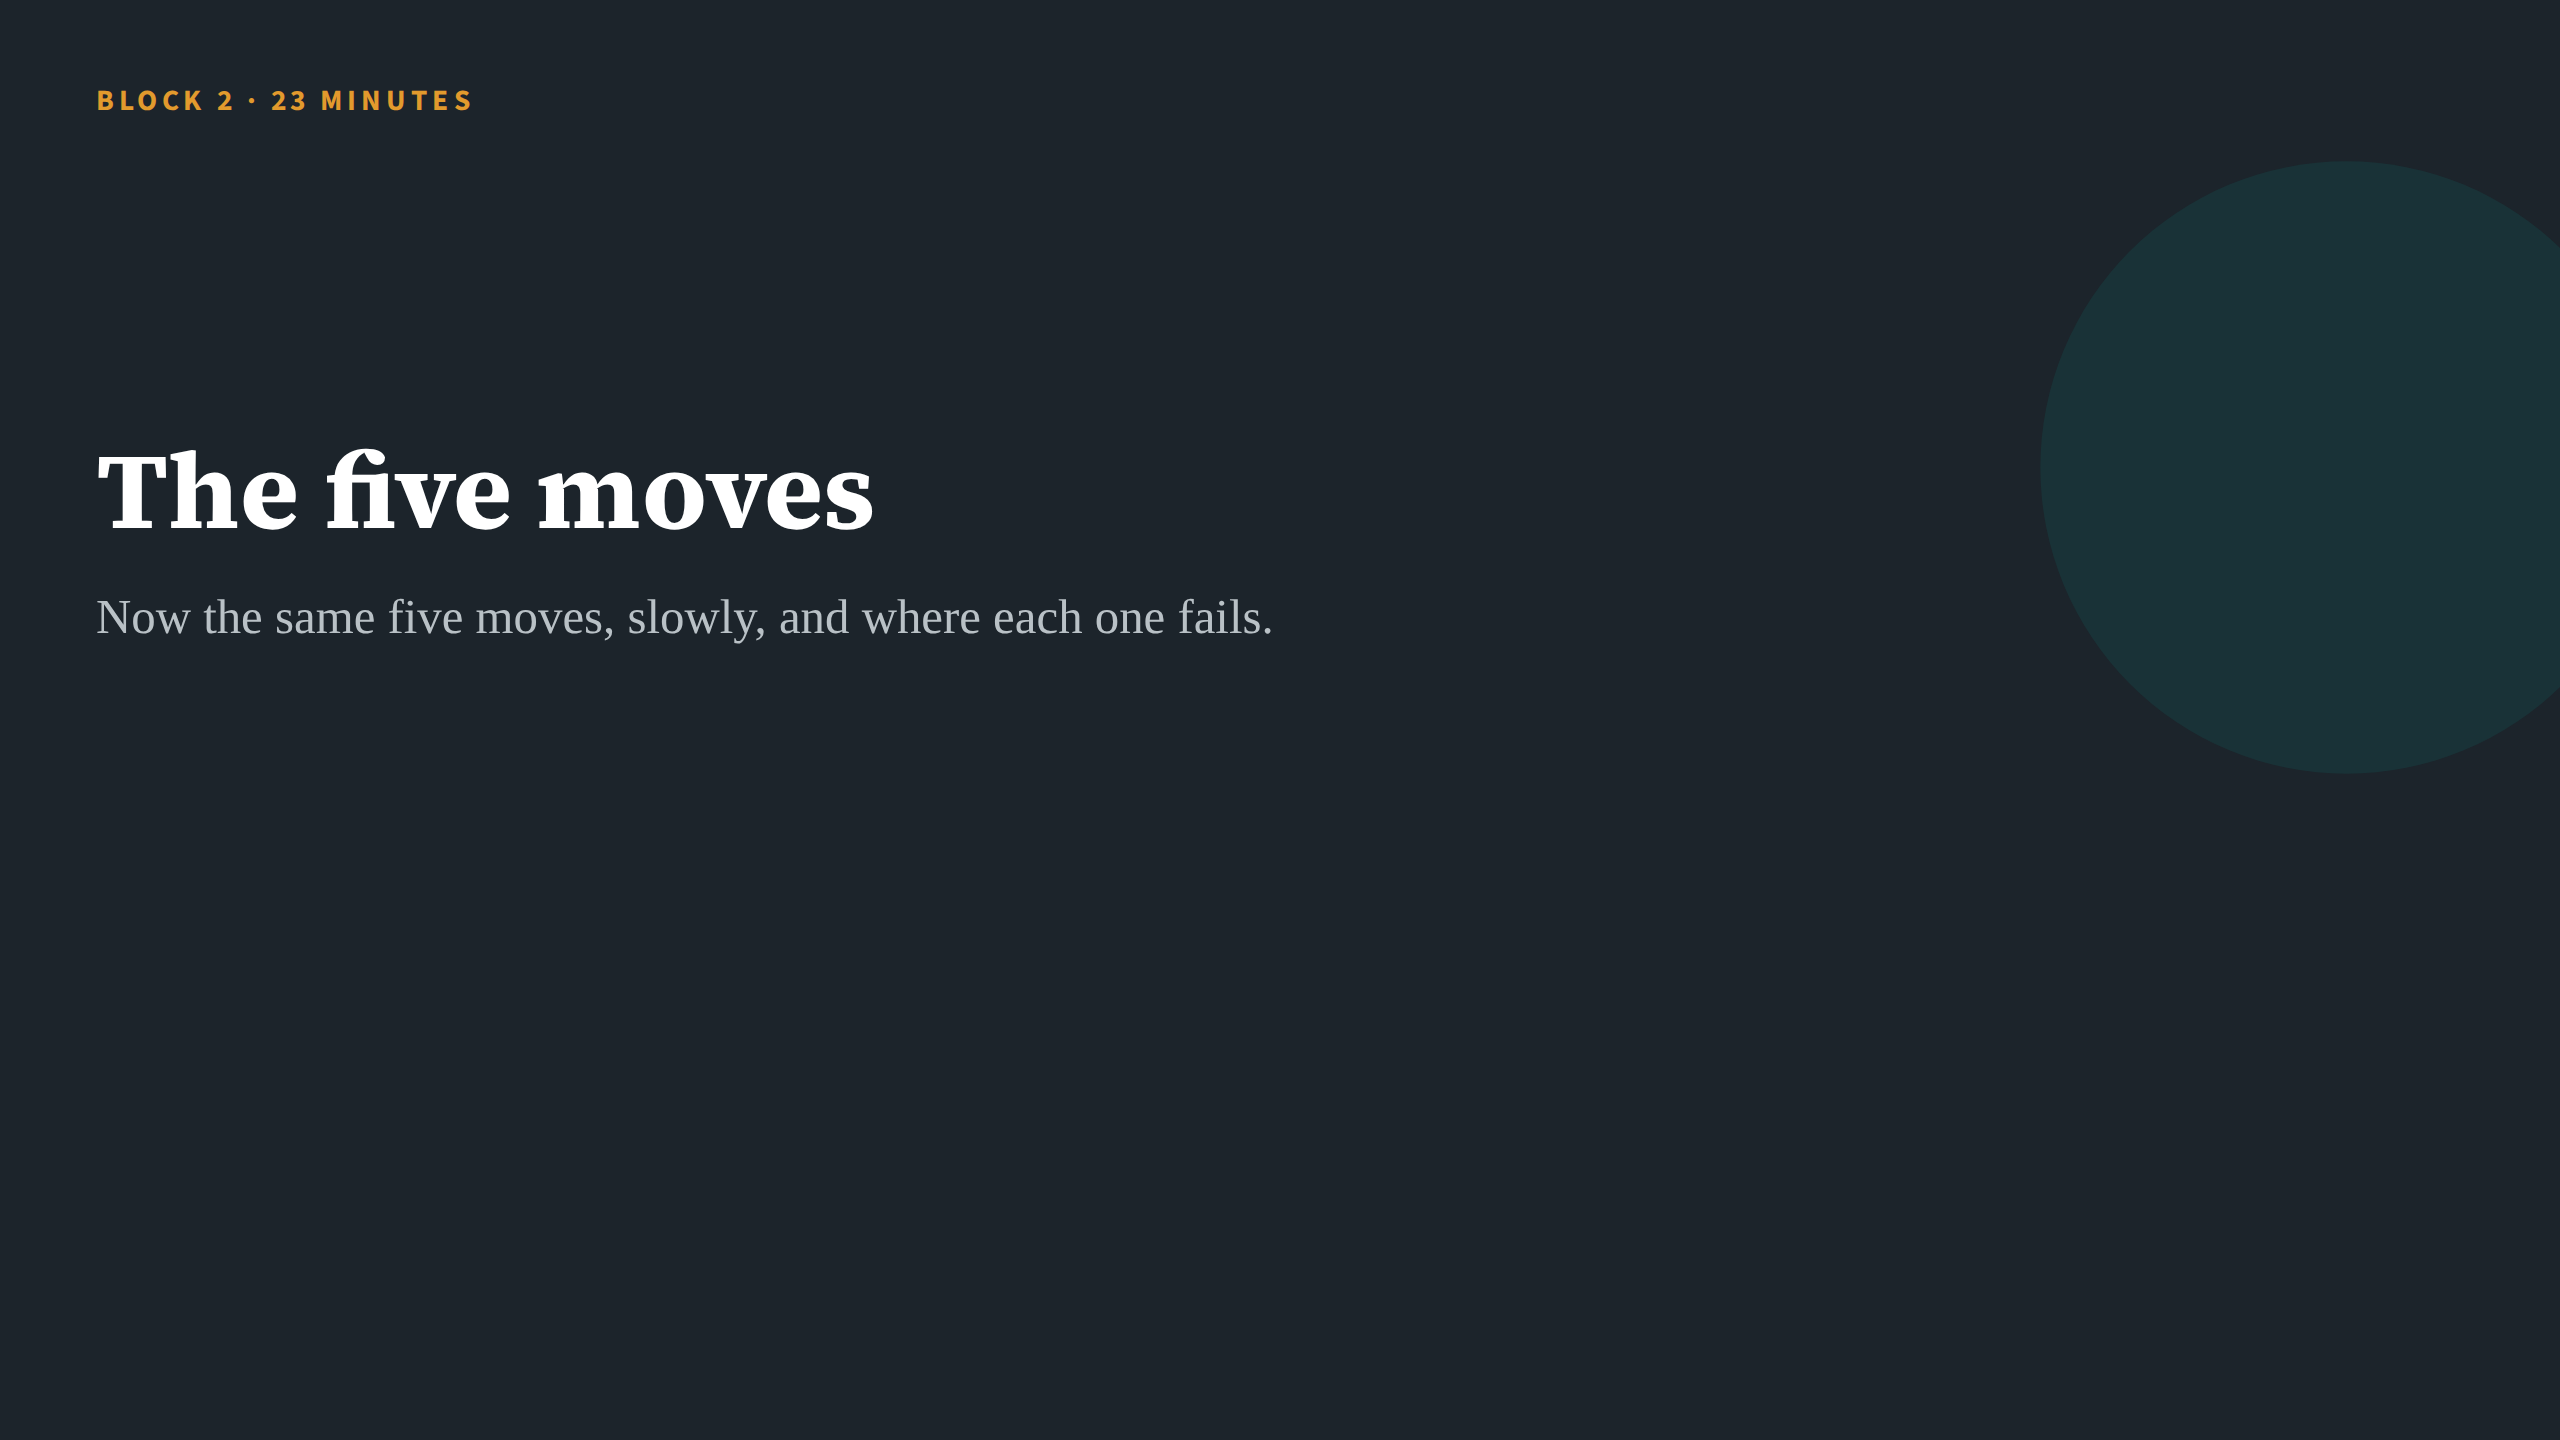 BLOCK 2 · 23 MINUTES
The five moves
Now the same five moves, slowly, and where each one fails.